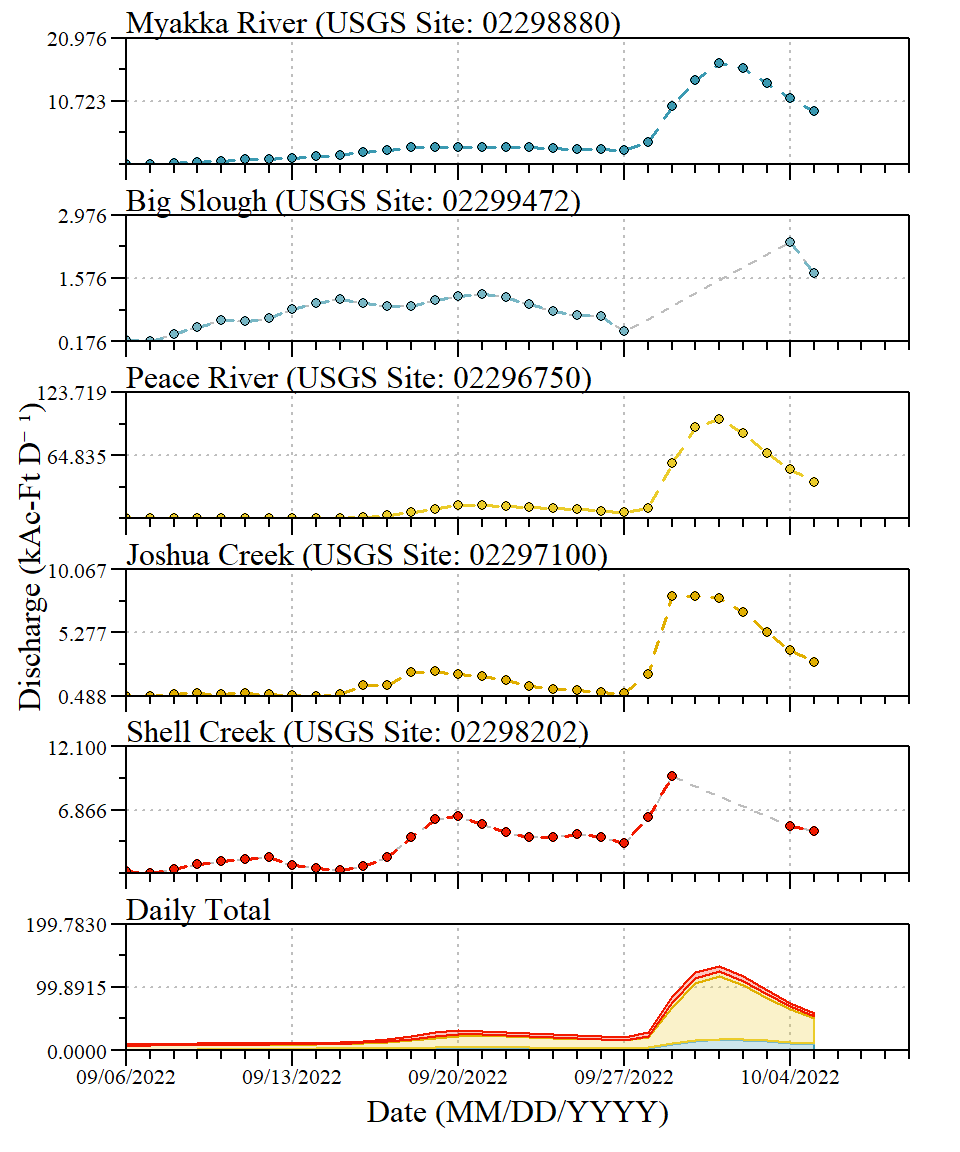 Myakka River (USGS Site: 02298880)
20.976
10.723
Big Slough (USGS Site: 02299472)
2.976
1.576
0.176
Peace River (USGS Site: 02296750)
123.719
64.835
Discharge (kAc-Ft D⁻¹)
Joshua Creek (USGS Site: 02297100)
10.067
5.277
0.488
Shell Creek (USGS Site: 02298202)
12.100
6.866
Daily Total
199.7830
99.8915
0.0000
09/06/2022 09/13/2022 09/20/2022 09/27/2022 10/04/2022
Date (MM/DD/YYYY)